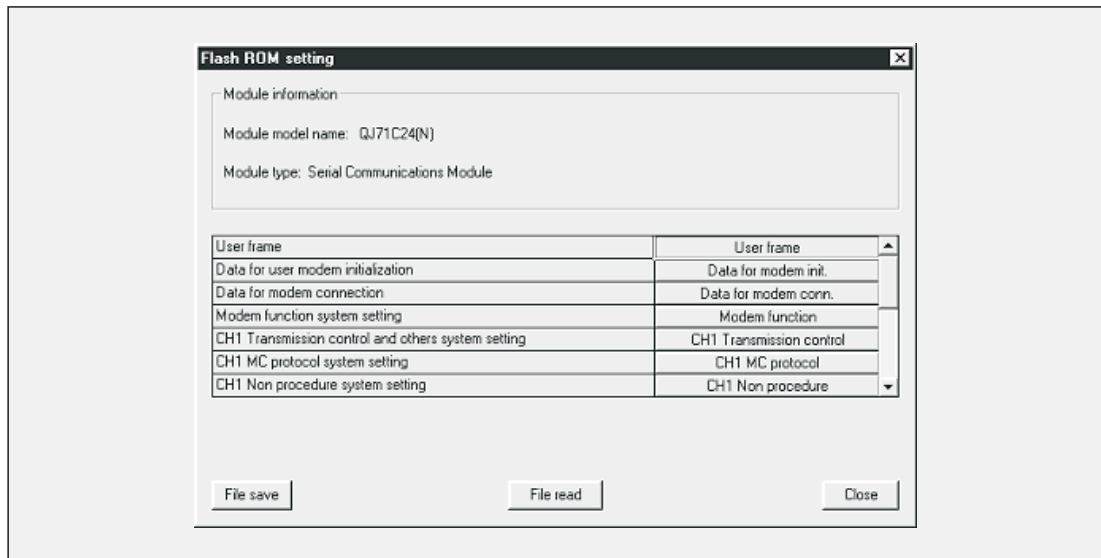 Flash ROM setting
Module information
Module model name: QJ71C24(N)
Module type: Serial Communications Module
User frame User frame
Data for user modem initialization Data for modem init.
Data for modem connection Data for modem conn.
Modem function system setting Modem function
CH1 Transmission control and others system setting CH1 Transmission control
CH1 MC protocol system setting CH1 MC protocol
CH1 Non procedure system setting CH1 Non procedure
File save File read Close